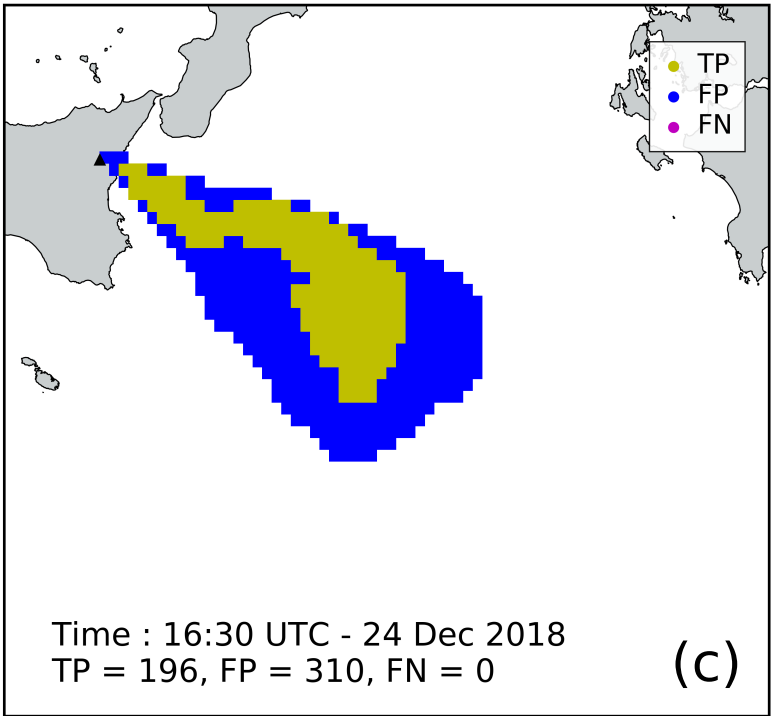 TP
FP
FN
Time : 16:30 UTC - 24 Dec 2018
TP = 196, FP = 310, FN = 0
(c)